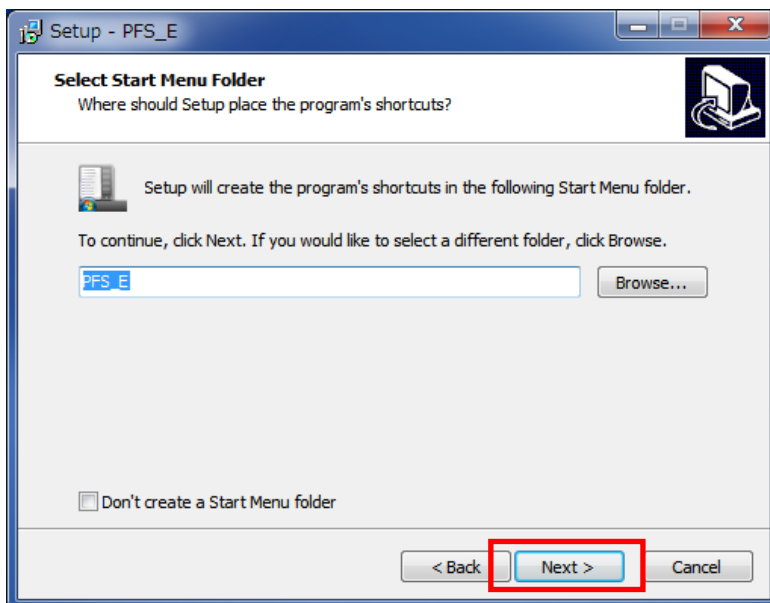 Setup - PFS_E
Select Start Menu Folder
Where should Setup place the program's shortcuts?
Setup will create the program's shortcuts in the following Start Menu folder.
To continue, click Next. If you would like to select a different folder, click Browse.
PFS_E
Browse...
Don't create a Start Menu folder
< Back
Next >
Cancel